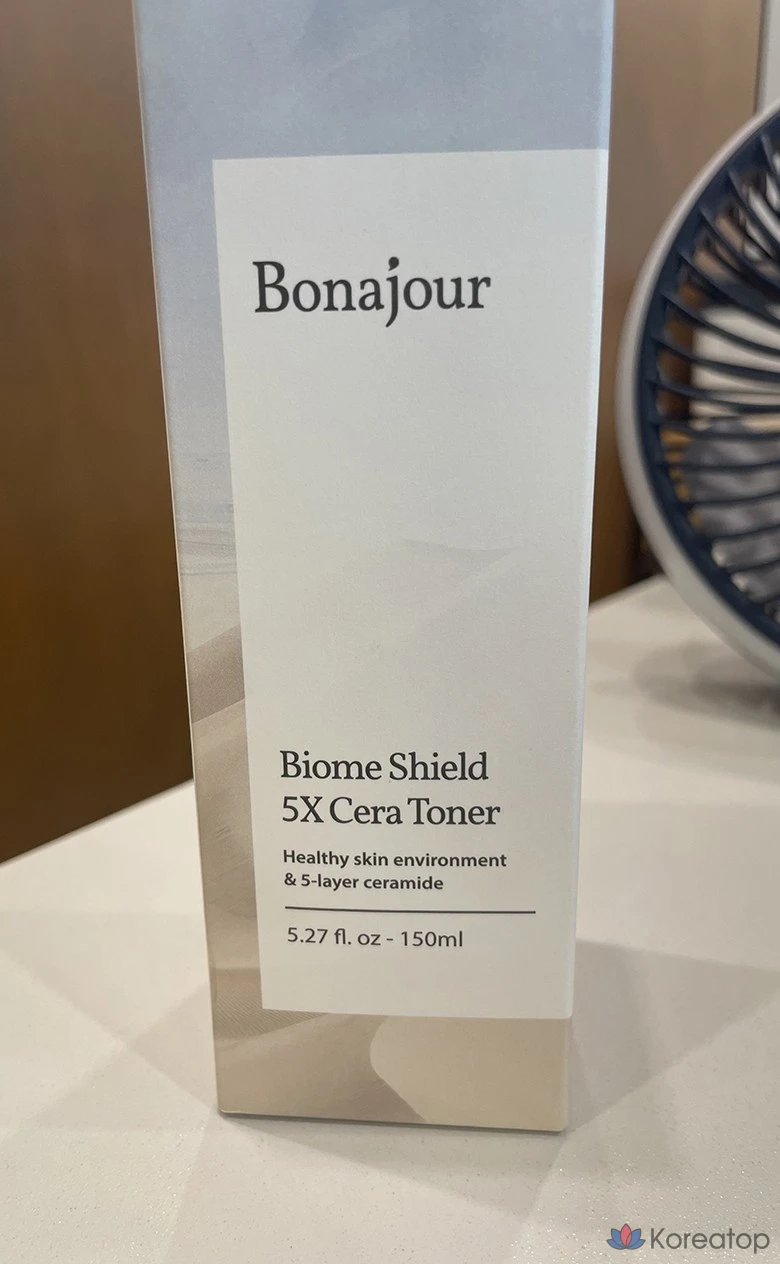 Bonajour
Biome Shield
5X Cera Toner
Healthy skin environment
& 5-layer ceramide
5.27 fl. oz - 150ml
Koreatop